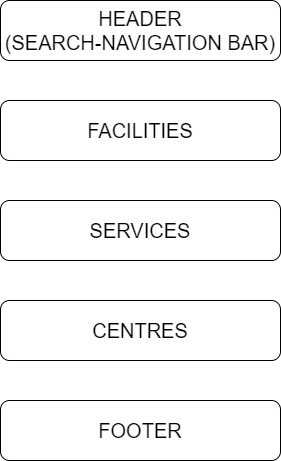 HEADER
(SEARCH-NAVIGATION BAR)
FACILITIES
SERVICES
CENTRES
FOOTER